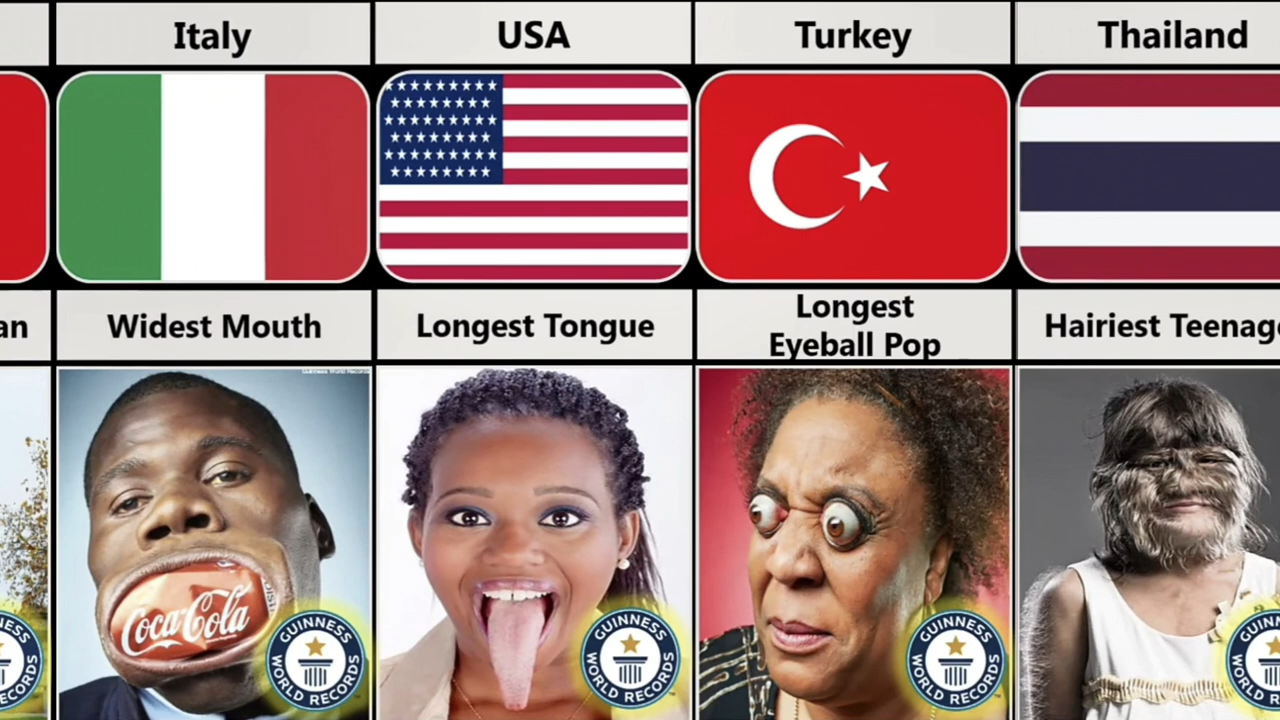 Italy
USA
Turkey
Thailand
an
Widest Mouth
Longest Tongue
Longest
Eyeball Pop
Hairiest Teenag
Guinness World Records
Coca-Cola
GUINNESS
WORLD RECORDS
GUINNESS
WORLD RECORDS
GUINNESS
WORLD RECORDS